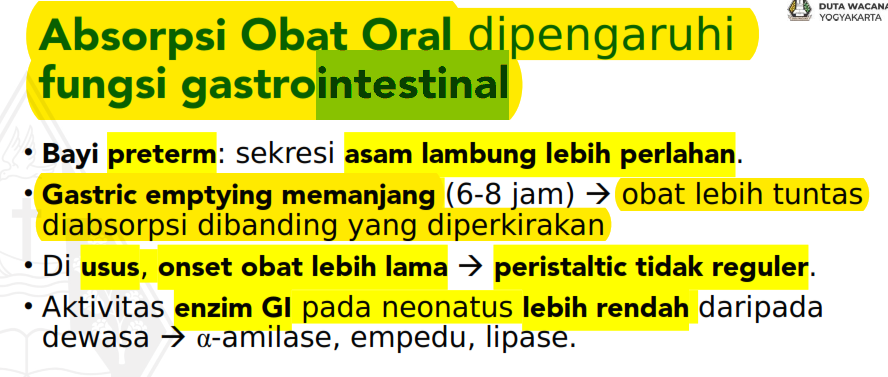 DUTA WACANA
YOGYAKARTA
Absorpsi Obat Oral dipengaruhi
fungsi gastrointestinal
• Bayi preterm: sekresi asam lambung lebih perlahan.
• Gastric emptying memanjang (6-8 jam) → obat lebih tuntas
diabsorpsi dibanding yang diperkirakan
• Di usus, onset obat lebih lama → peristaltic tidak reguler.
• Aktivitas enzim GI pada neonatus lebih rendah daripada
dewasa → α-amilase, empedu, lipase.